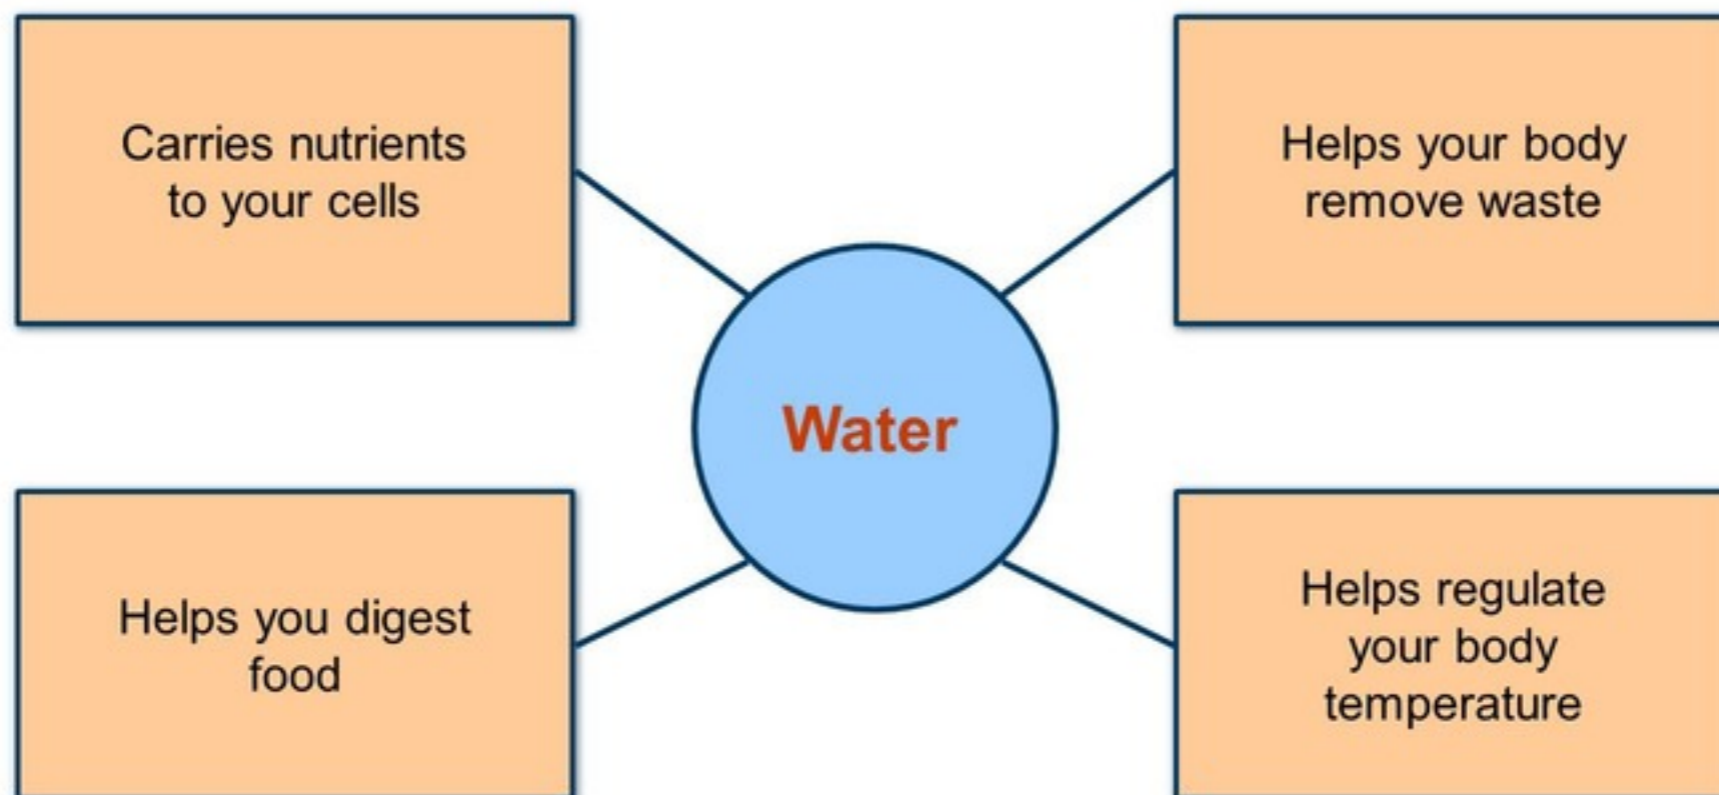 Carries nutrients
to your cells
Helps your body
remove waste
Water
Helps you digest
food
Helps regulate
your body
temperature